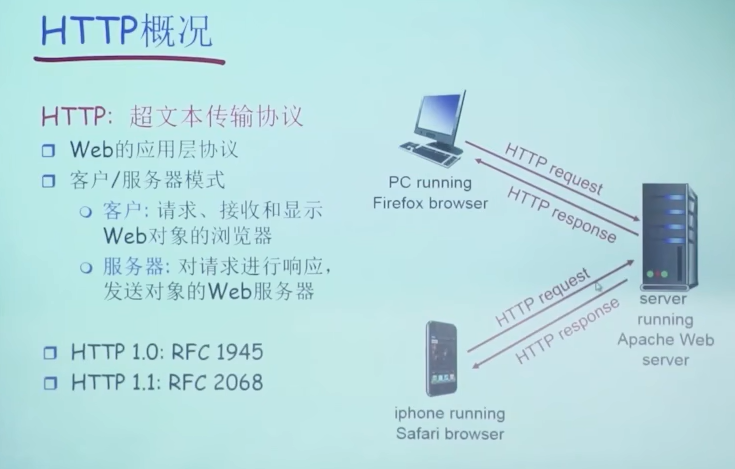 HTTP概况
HTTP: 超文本传输协议
Web的应用层协议
客户/服务器模式
客户: 请求、接收和显示
Web对象的浏览器
服务器: 对请求进行响应,
发送对象的Web服务器
HTTP 1.0: RFC 1945
HTTP 1.1: RFC 2068
PC running
Firefox browser
HTTP request
HTTP response
HTTP request
HTTP response
server
running
Apache Web
server
iphone running
Safari browser